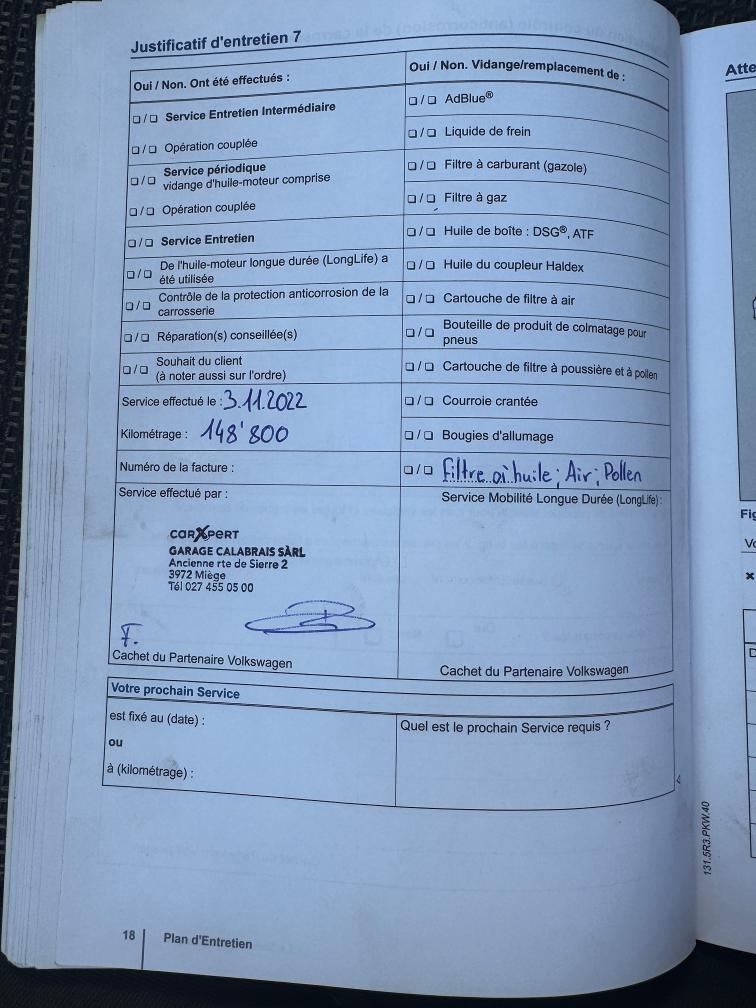 Justificatif d'entretien 7
Oui / Non. Ont été effectués :
❑ / ❑ Service Entretien Intermédiaire
❑ / ❑ Opération couplée
❑ / ❑ Service périodique
vidange d'huile-moteur comprise
❑ / ❑ Opération couplée
❑ / ❑ Service Entretien
❑ / ❑ De l'huile-moteur longue durée (LongLife) a
été utilisée
❑ / ❑ Contrôle de la protection anticorrosion de la
carrosserie
❑ / ❑ Réparation(s) conseillée(s)
❑ / ❑ Souhait du client
(à noter aussi sur l'ordre)
Service effectué le : 3.11.2022
Kilométrage : 148'800
Numéro de la facture :
Service effectué par :
carXpert
GARAGE CALABRAIS SÀRL
Ancienne rte de Sierre 2
3972 Miège
Tél 027 455 05 00
F.
Cachet du Partenaire Volkswagen
Oui / Non. Vidange/remplacement de :
❑ / ❑ AdBlue®
❑ / ❑ Liquide de frein
❑ / ❑ Filtre à carburant (gazole)
❑ / ❑ Filtre à gaz
❑ / ❑ Huile de boîte : DSG®, ATF
❑ / ❑ Huile du coupleur Haldex
❑ / ❑ Cartouche de filtre à air
❑ / ❑ Bouteille de produit de colmatage pour
pneus
❑ / ❑ Cartouche de filtre à poussière et à pollen
❑ / ❑ Courroie crantée
❑ / ❑ Bougies d'allumage
❑ / ❑ Filtre à huile ; Air ; Pollen
Service Mobilité Longue Durée (LongLife) :
Cachet du Partenaire Volkswagen
Votre prochain Service
est fixé au (date) :
ou
à (kilométrage) :
Quel est le prochain Service requis ?
131.5R3.PKW.40
18
Plan d'Entretien
Atte
Fig